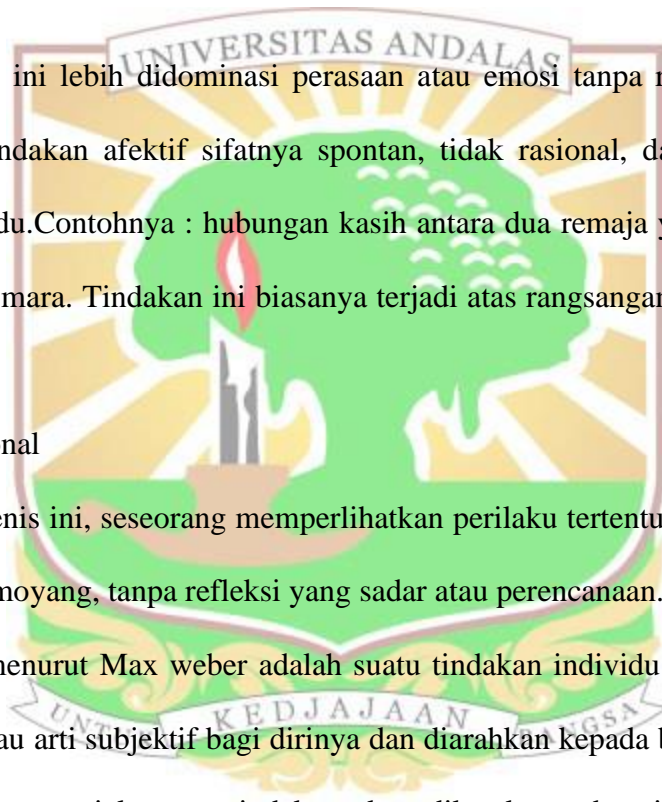 UNIVERSITAS ANDALAS
ini lebih didominasi perasaan atau emosi tanpa
ndakan afektif sifatnya spontan, tidak rasional, da
du.Contohnya : hubungan kasih antara dua remaja y
mara. Tindakan ini biasanya terjadi atas rangsangan
onal
enis ini, seseorang memperlihatkan perilaku tertentu
moyang, tanpa refleksi yang sadar atau perencanaan.
menurut Max weber adalah suatu tindakan individu
au arti subjektif bagi dirinya dan diarahkan kepada b
UNTUK KEDJAJAAN BANGSA